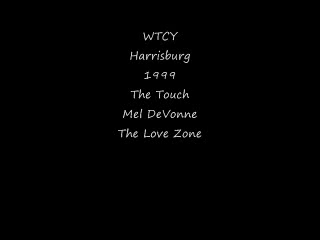 WTCY
Harrisburg
1999
The Touch
Mel DeVonne
The Love Zone